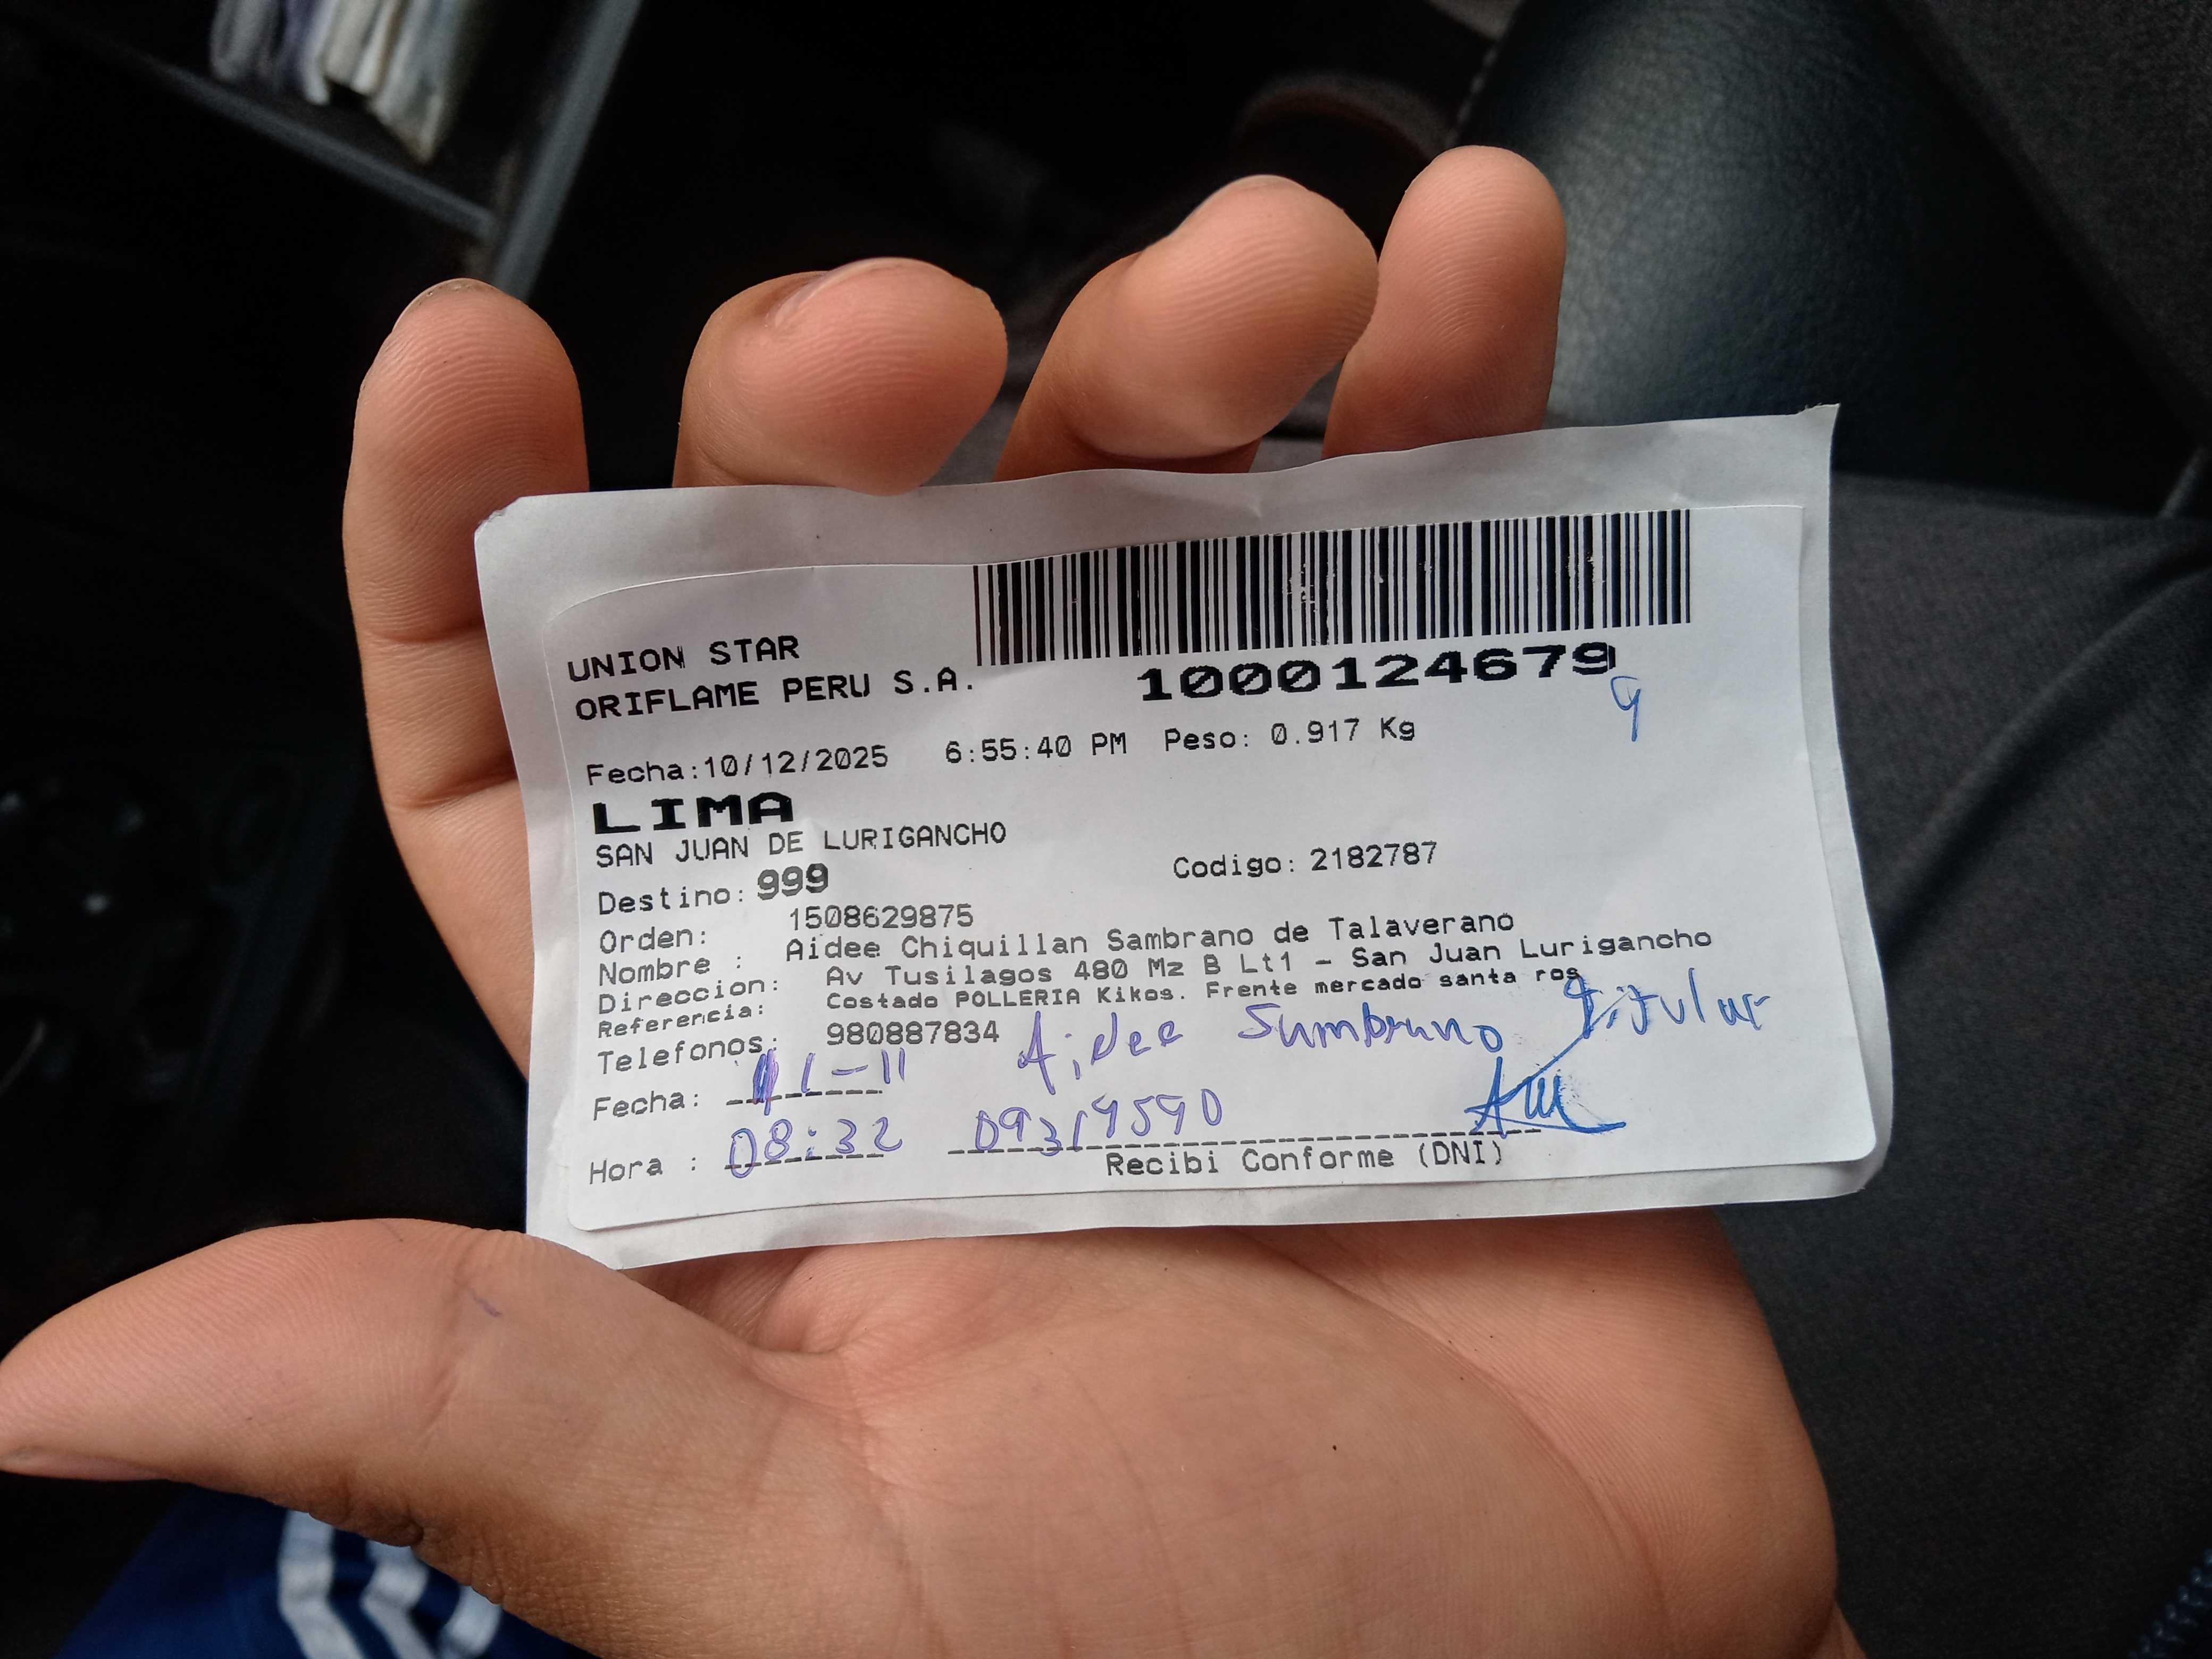 UNION STAR
ORIFLAME PERU S.A.
1000124679
9
Fecha:10/12/2025 6:55:40 PM Peso: 0.917 Kg
LIMA
SAN JUAN DE LURIGANCHO
Destino: 999 Codigo: 2182787
Orden: 1508629875
Nombre : Aidee Chiquillan Sambrano de Talaverano
Direccion: Av Tusilagos 480 Mz B Lt1 - San Juan Lurigancho
Referencia: Costado POLLERIA Kikos. Frente mercado santa ros
Telefonos: 980887834 Aidee Sambrano Titular
Fecha: 11-11
Hora : 08:32 09319590
Recibi Conforme (DNI)